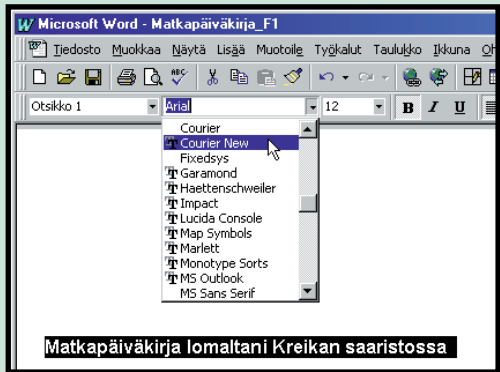 Microsoft Word - Matkapäiväkirja_F1
Tiedosto Muokkaa Näytä Lisää Muotoile Työkalut Taulukko Ikkuna Oh
Otsikko 1 Arial 12 B I U
Courier
Courier New
Fixedsys
Garamond
Haettenschweiler
Impact
Lucida Console
Map Symbols
Marlett
Monotype Sorts
MS Outlook
MS Sans Serif
Matkapäiväkirja lomaltani Kreikan saaristossa